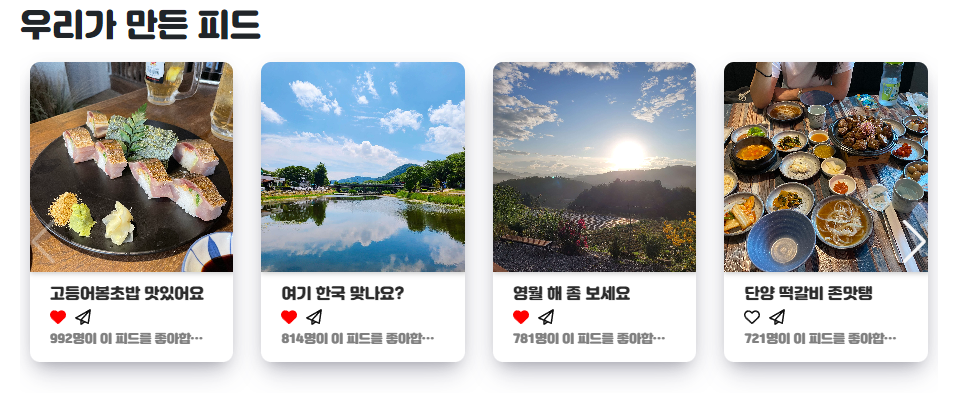 우리가 만든 피드
고등어봉초밥 맛있어요
992명이 이 피드를 좋아합…
여기 한국 맞나요?
814명이 이 피드를 좋아합…
영월 해 좀 보세요
781명이 이 피드를 좋아합…
단양 떡갈비 존맛탱
721명이 이 피드를 좋아합…